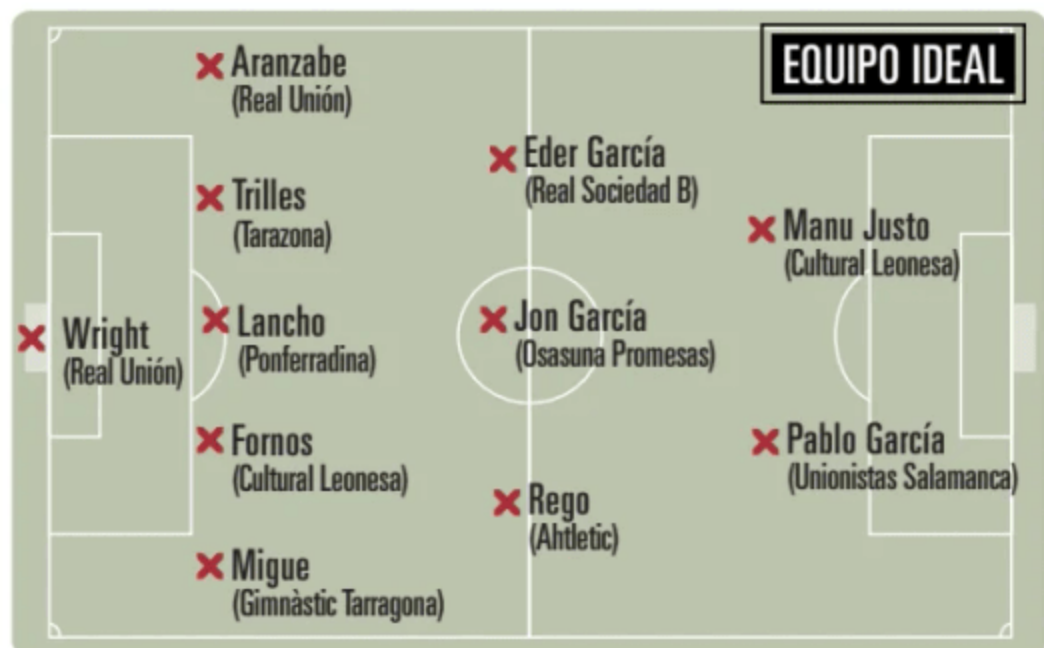 EQUIPO IDEAL
Aranzabe
(Real Unión)
Trilles
(Tarazona)
Lancho
(Ponferradina)
Wright
(Real Unión)
Fornos
(Cultural Leonesa)
Migue
(Gimnàstic Tarragona)
Eder García
(Real Sociedad B)
Jon García
(Osasuna Promesas)
Rego
(Ahtletic)
Manu Justo
(Cultural Leonesa)
Pablo García
(Unionistas Salamanca)